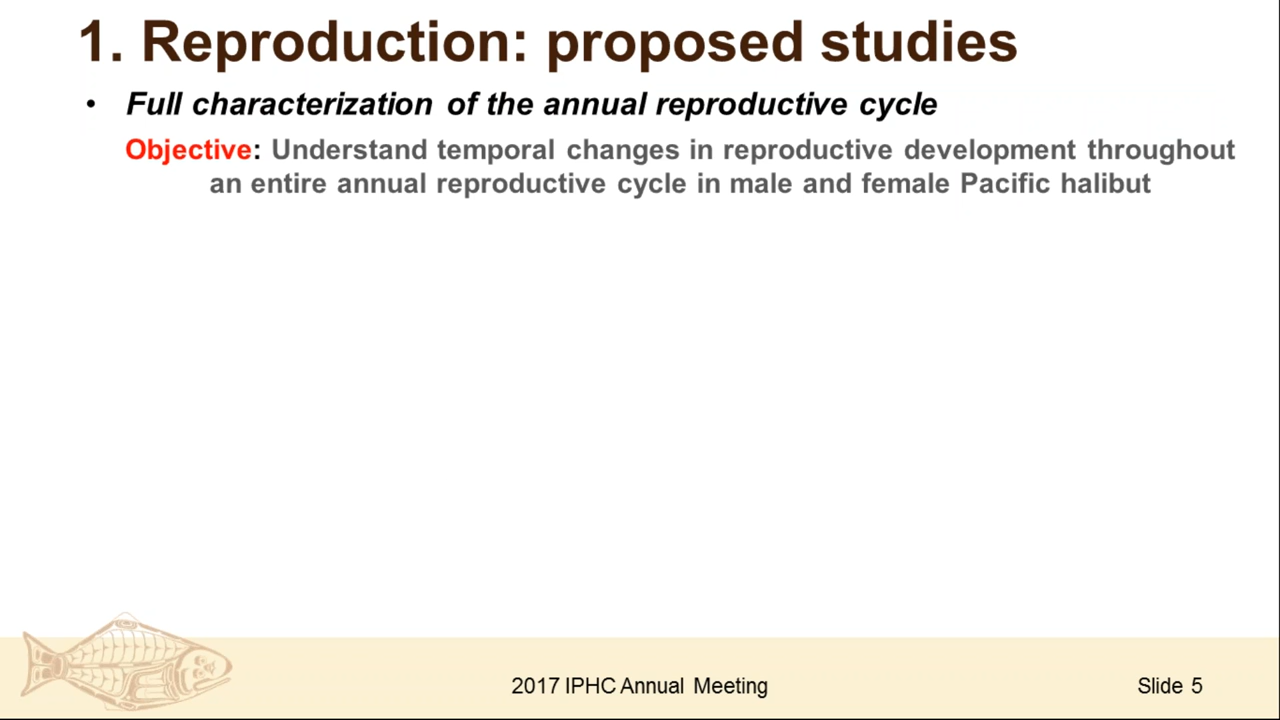 1. Reproduction: proposed studies
• Full characterization of the annual reproductive cycle
Objective: Understand temporal changes in reproductive development throughout
an entire annual reproductive cycle in male and female Pacific halibut
2017 IPHC Annual Meeting
Slide 5